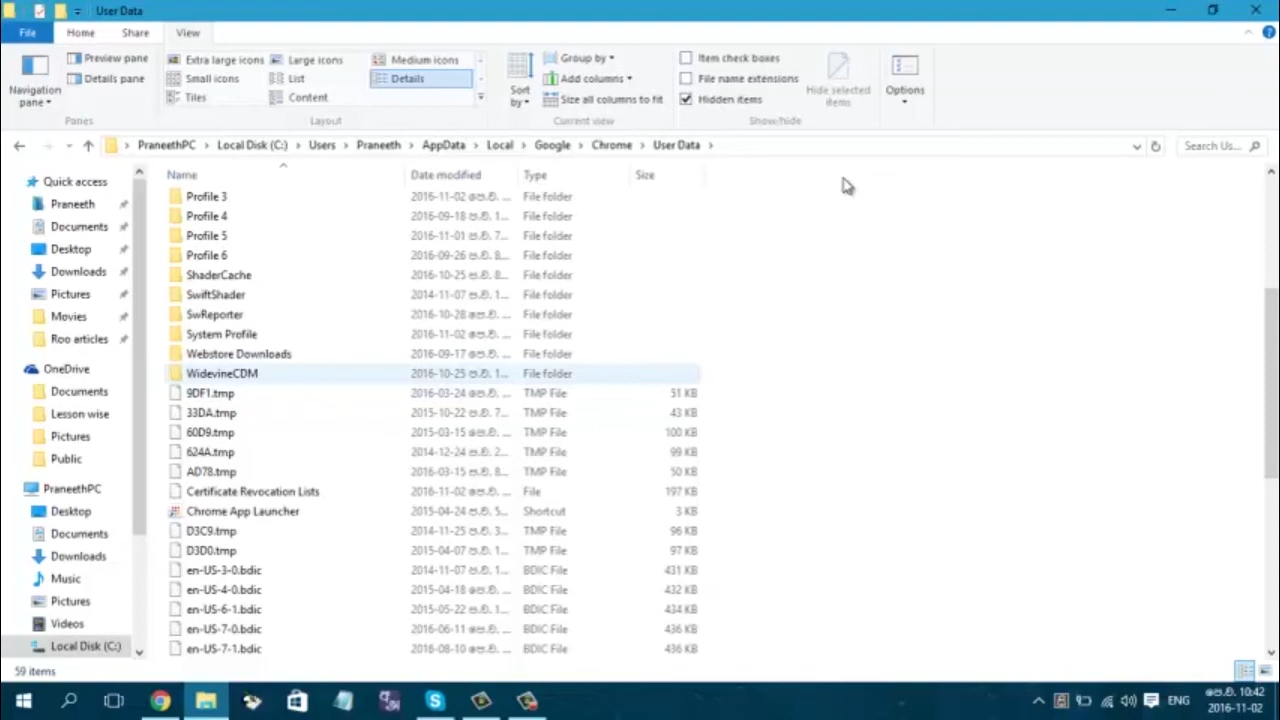 User Data
File Home Share View
Navigation pane
Preview pane
Details pane
Panes
Extra large icons Large icons Medium icons
Small icons List Details
Tiles Content
Layout
Sort by
Group by
Add columns
Size all columns to fit
Current view
Item check boxes
File name extensions
Hidden items
Hide selected items
Show/hide
Options
PraneethPC Local Disk (C:) Users Praneeth AppData Local Google Chrome User Data
Search Us...
Quick access
Praneeth
Documents
Desktop
Downloads
Pictures
Movies
Roo articles
OneDrive
Documents
Lesson wise
Pictures
Public
PraneethPC
Desktop
Documents
Downloads
Music
Pictures
Videos
Local Disk (C:)
Name Date modified Type Size
Profile 3 2016-11-02 ... File folder
Profile 4 2016-09-18 ප.ව. 1... File folder
Profile 5 2016-11-01 ප.ව. 7... File folder
Profile 6 2016-09-26 ප.ව. 8... File folder
ShaderCache 2016-10-25 ප.ව. 8... File folder
SwiftShader 2014-11-07 ප.ව. 1... File folder
SwReporter 2016-10-28 ... File folder
System Profile 2016-11-02 ... File folder
Webstore Downloads 2016-09-17 ... File folder
WidevineCDM 2016-10-25 ප.ව. 1... File folder
9DF1.tmp 2016-03-24 ... TMP File 51 KB
33DA.tmp 2015-10-22 ප.ව. 7... TMP File 43 KB
60D9.tmp 2015-03-15 ... TMP File 100 KB
624A.tmp 2014-12-24 ප.ව. 2... TMP File 99 KB
AD78.tmp 2016-03-15 ප.ව. 8... TMP File 50 KB
Certificate Revocation Lists 2016-11-02 ... File 197 KB
Chrome App Launcher 2015-04-24 ප.ව. 5... Shortcut 3 KB
D3C9.tmp 2014-11-25 ප.ව. 3... TMP File 96 KB
D3D0.tmp 2015-04-07 ප.ව. 1... TMP File 97 KB
en-US-3-0.bdic 2014-11-07 ප.ව. 1... BDIC File 431 KB
en-US-4-0.bdic 2015-04-18 ... BDIC File 432 KB
en-US-6-1.bdic 2015-05-22 ප.ව. 1... BDIC File 434 KB
en-US-7-0.bdic 2016-06-11 ... BDIC File 436 KB
en-US-7-1.bdic 2016-08-10 ... BDIC File 436 KB
59 items
ENG
10:42
2016-11-02